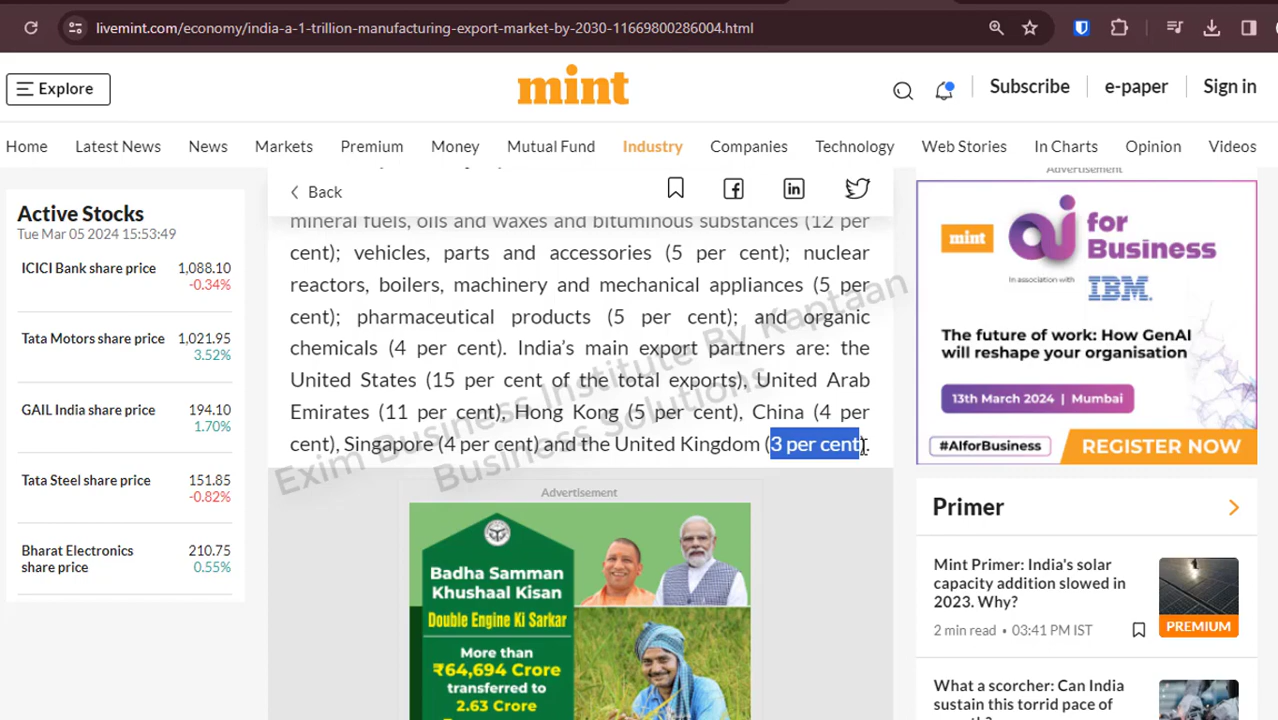 livemint.com/economy/india-a-1-trillion-manufacturing-export-market-by-2030-11669800286004.html
Explore
mint
Subscribe
e-paper
Sign in
Home
Latest News
News
Markets
Premium
Money
Mutual Fund
Industry
Companies
Technology
Web Stories
In Charts
Opinion
Videos
Active Stocks
Tue Mar 05 2024 15:53:49
ICICI Bank share price 1,088.10
-0.34%
Tata Motors share price 1,021.95
3.52%
GAIL India share price 194.10
1.70%
Tata Steel share price 151.85
-0.82%
Bharat Electronics 210.75
share price 0.55%
Back
mineral fuels, oils and waxes and bituminous substances (12 per
cent); vehicles, parts and accessories (5 per cent); nuclear
reactors, boilers, machinery and mechanical appliances (5 per
cent); pharmaceutical products (5 per cent); and organic
chemicals (4 per cent). India’s main export partners are: the
United States (15 per cent of the total exports), United Arab
Emirates (11 per cent), Hong Kong (5 per cent), China (4 per
cent), Singapore (4 per cent) and the United Kingdom (3 per cent).
Exim Business Institute By Kaptaan
Business Solutions
Advertisement
Badha Samman
Khushaal Kisan
Double Engine Ki Sarkar
More than
₹64,694 Crore
transferred to
2.63 Crore
Advertisement
mint
ai for
Business
In association with
IBM.
The future of work: How GenAI
will reshape your organisation
13th March 2024 | Mumbai
#AIforBusiness
REGISTER NOW
Primer
Mint Primer: India's solar
capacity addition slowed in
2023. Why?
2 min read • 03:41 PM IST
PREMIUM
What a scorcher: Can India
sustain this torrid pace of